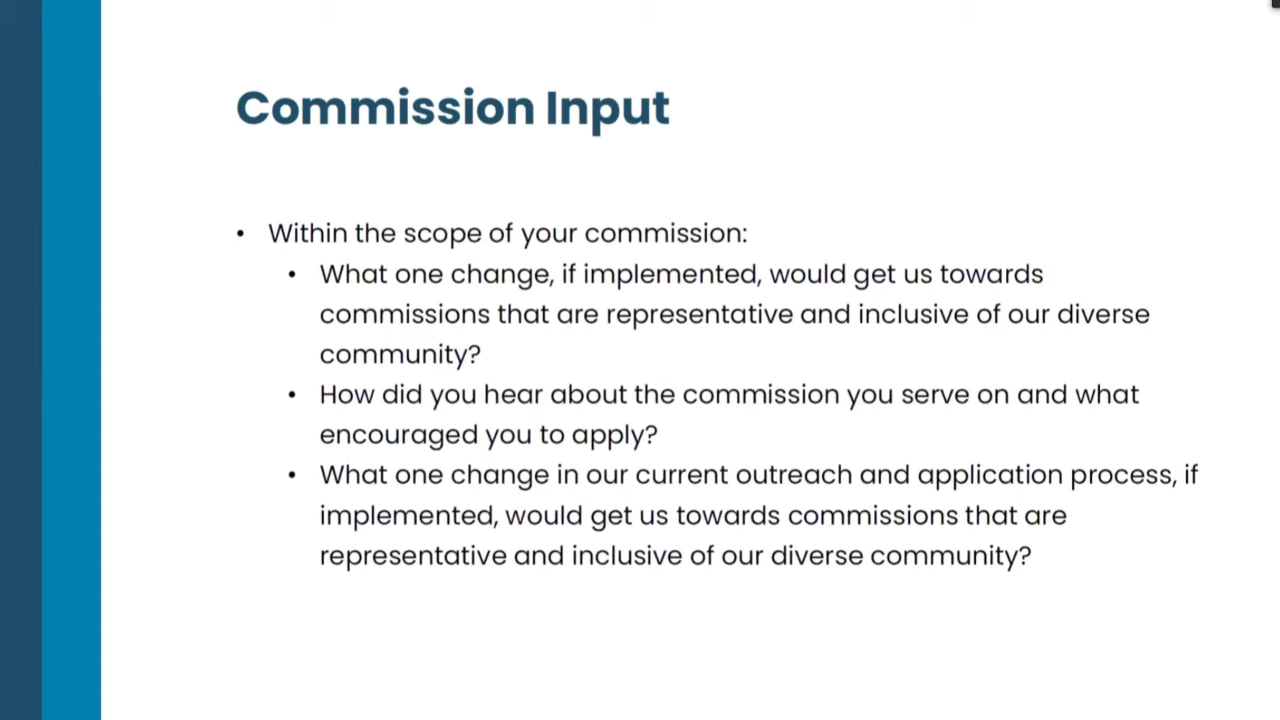 Commission Input
• Within the scope of your commission:
• What one change, if implemented, would get us towards
commissions that are representative and inclusive of our diverse
community?
• How did you hear about the commission you serve on and what
encouraged you to apply?
• What one change in our current outreach and application process, if
implemented, would get us towards commissions that are
representative and inclusive of our diverse community?